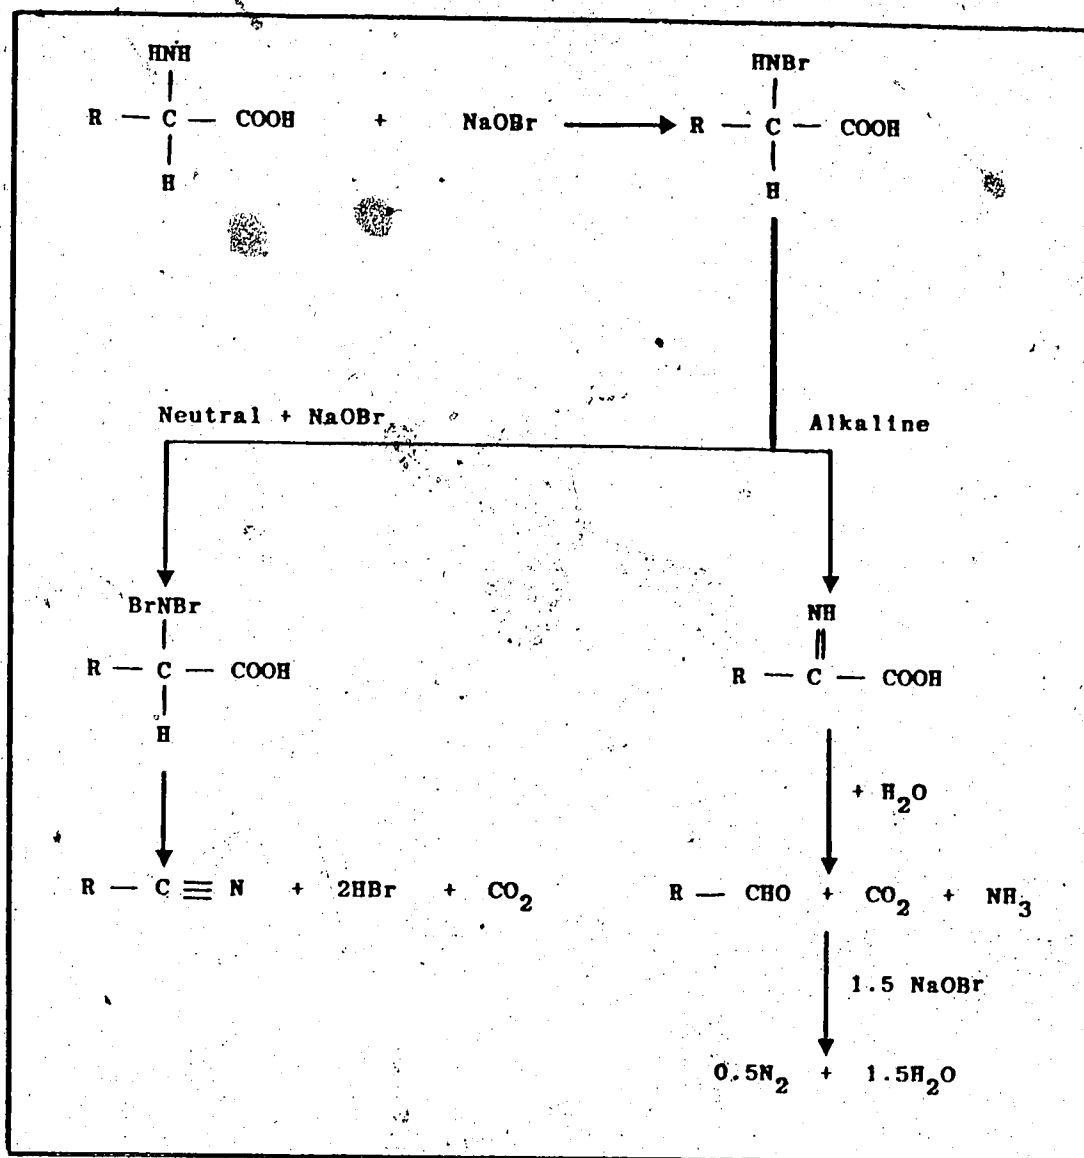 HNH
HNBr
R — C — COOH + NaOBr → R — C — COOH
H
H
Neutral + NaOBr
Alkaline
BrNBr
NH
R — C — COOH
R — C — COOH
H
+ H2O
R — C ≡ N + 2HBr + CO2
R — CHO + CO2 + NH3
1.5 NaOBr
0.5N2 + 1.5H2O